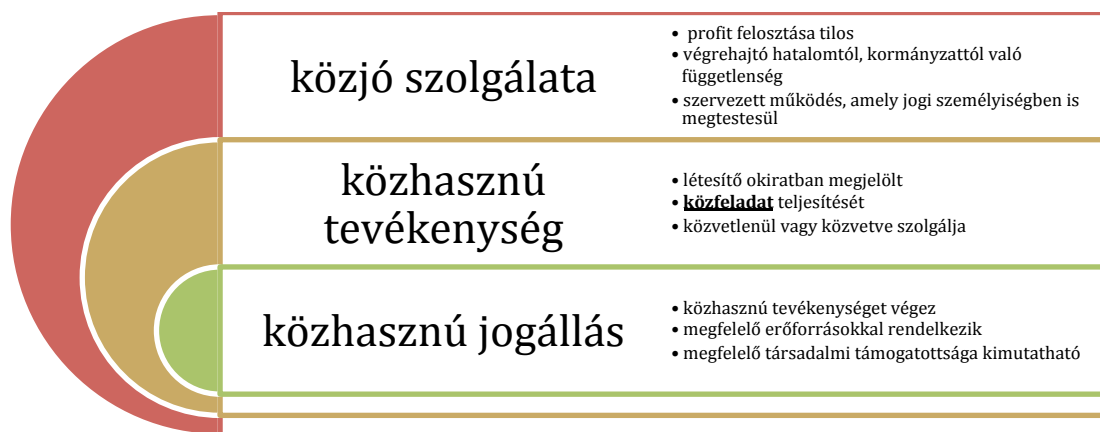 közjó szolgálata
• profit felosztása tilos
• végrehajtó hatalomtól, kormányzattól való
függetlenség
• szervezett működés, amely jogi személyiségben is
megtestesül
közhasznú
tevékenység
• létesítő okiratban megjelölt
• közfeladat teljesítését
• közvetlenül vagy közvetve szolgálja
közhasznú jogállás
• közhasznú tevékenységet végez
• megfelelő erőforrásokkal rendelkezik
• megfelelő társadalmi támogatottsága kimutatható